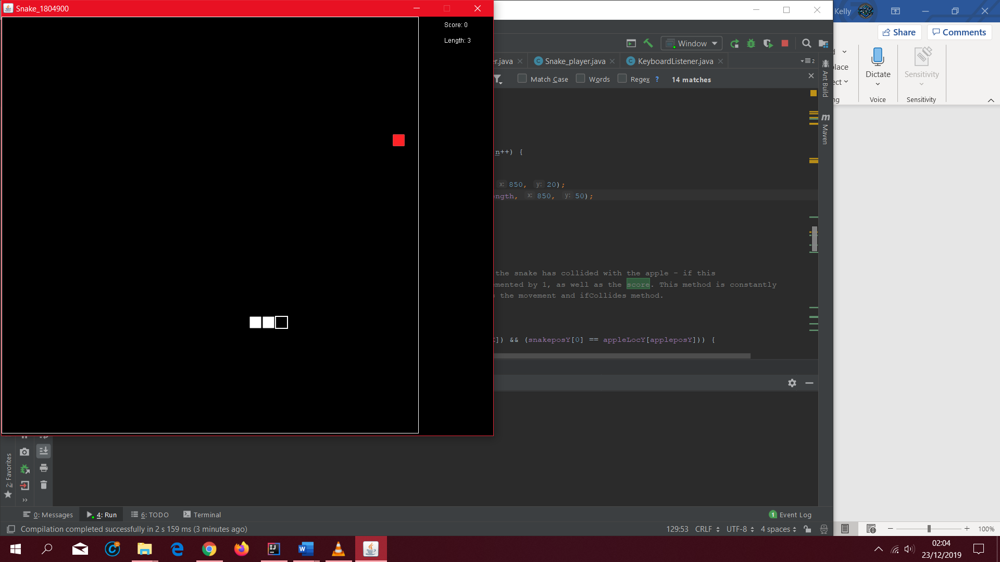 Snake_1804900
Score: 0
Length: 3
Kelly
Share
Comments
Window
r.java
Snake_player.java
KeyboardListener.java
2
Match Case
Words
Regex
?
14 matches
Ant Build
Maven
Dictate
Voice
Sensitivity
Sensitivity
n++) {
x: 850, y: 20);
ngth, x: 850, y: 50);
the snake has collided with the apple - if this
emented by 1, as well as the score. This method is constantly
s the movement and ifCollides method.
]) && (snakeposY[0] == appleLocY[appleposY])) {
2: Favorites
0: Messages
4: Run
6: TODO
Terminal
1 Event Log
Compilation completed successfully in 2 s 159 ms (3 minutes ago)
129:53
CRLF
UTF-8
4 spaces
100%
02:04
23/12/2019